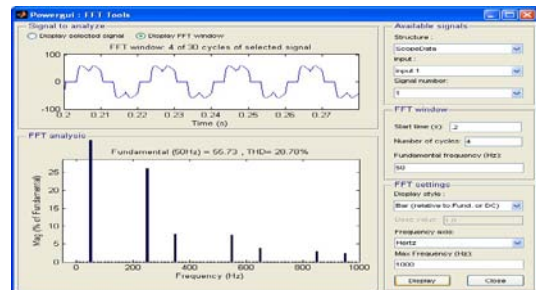 Powergui : FFT Tools
Signal to analyze
Display selected signal
Display FFT window
FFT window: 4 of 30 cycles of selected signal
100
0
-100
0.2
0.21
0.22
0.23
0.24
0.25
0.26
0.27
Time (s)
FFT analysis
Fundamental (50Hz) = 55.73 , THD= 28.78%
Mag (% of Fundamental)
25
20
15
10
5
0
0
200
400
600
800
1000
Frequency (Hz)
Available signals
Structure :
ScopeData
Input :
input 1
Signal number:
1
FFT window
Start time (s): .2
Number of cycles: 4
Fundamental frequency (Hz):
50
FFT settings
Display style :
Bar (relative to Fund. or DC)
Base value: 1.0
Frequency axis:
Hertz
Max Frequency (Hz):
1000
Display
Close